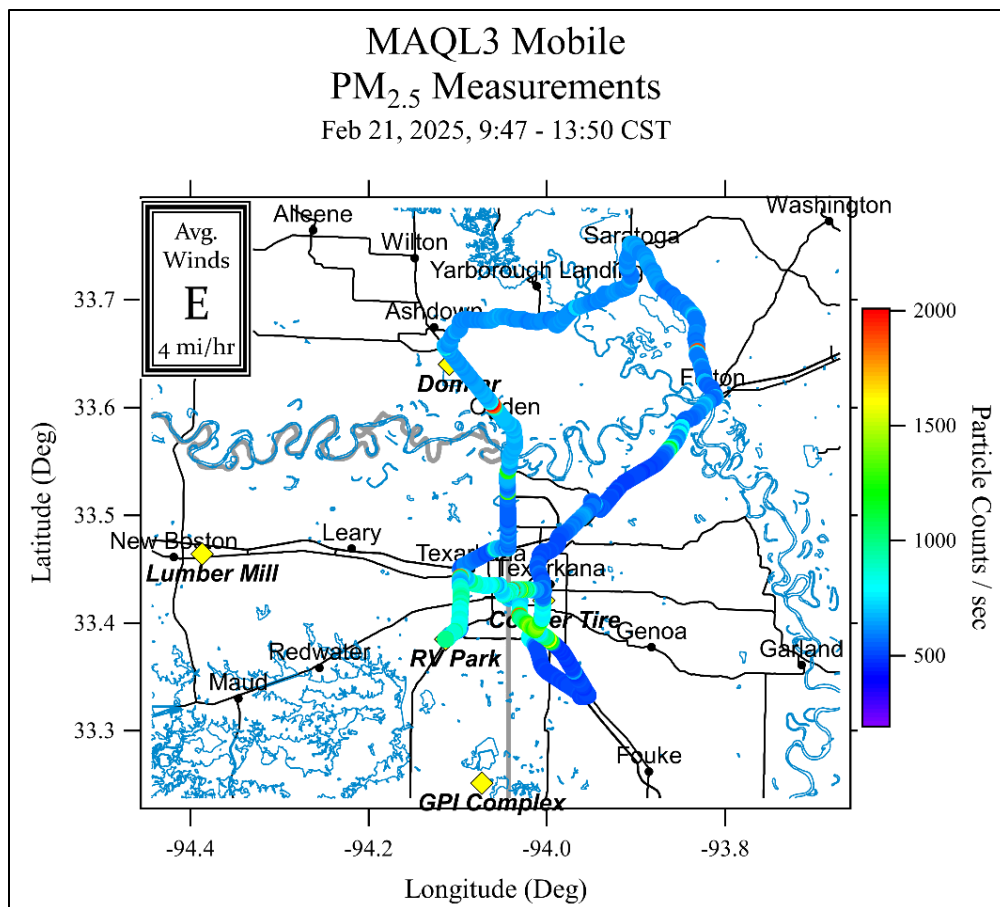 MAQL3 Mobile
PM2.5 Measurements
Feb 21, 2025, 9:47 - 13:50 CST
Avg.
Winds
E
4 mi/hr
Alleene
Washington
Saratoga
Wilton
Yarborough Landing
Ashdown
Domtar
Fulton
Ogden
New Boston
Leary
Texarkana
Texarkana
Lumber Mill
Cooper Tire
Genoa
Redwater
RV Park
Garland
Maud
Fouke
GPI Complex
33.7
33.6
33.5
33.4
33.3
Latitude (Deg)
-94.4
-94.2
-94.0
-93.8
Longitude (Deg)
2000
1500
1000
500
Particle Counts / sec